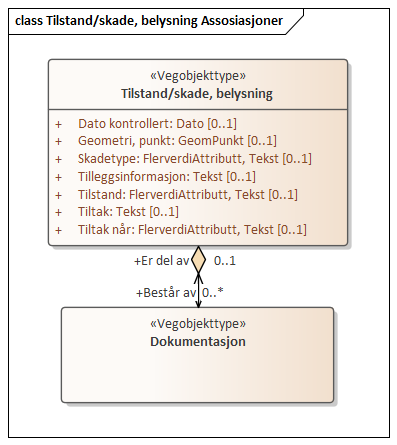 class Tilstand/skade, belysning Assosiasjoner
«Vegobjekttype»
Tilstand/skade, belysning
+ Dato kontrollert: Dato [0..1]
+ Geometri, punkt: GeomPunkt [0..1]
+ Skadetype: FlerverdiAttributt, Tekst [0..1]
+ Tilleggsinformasjon: Tekst [0..1]
+ Tilstand: FlerverdiAttributt, Tekst [0..1]
+ Tiltak: Tekst [0..1]
+ Tiltak når: FlerverdiAttributt, Tekst [0..1]
+Er del av 0..1
+Består av 0..*
«Vegobjekttype»
Dokumentasjon